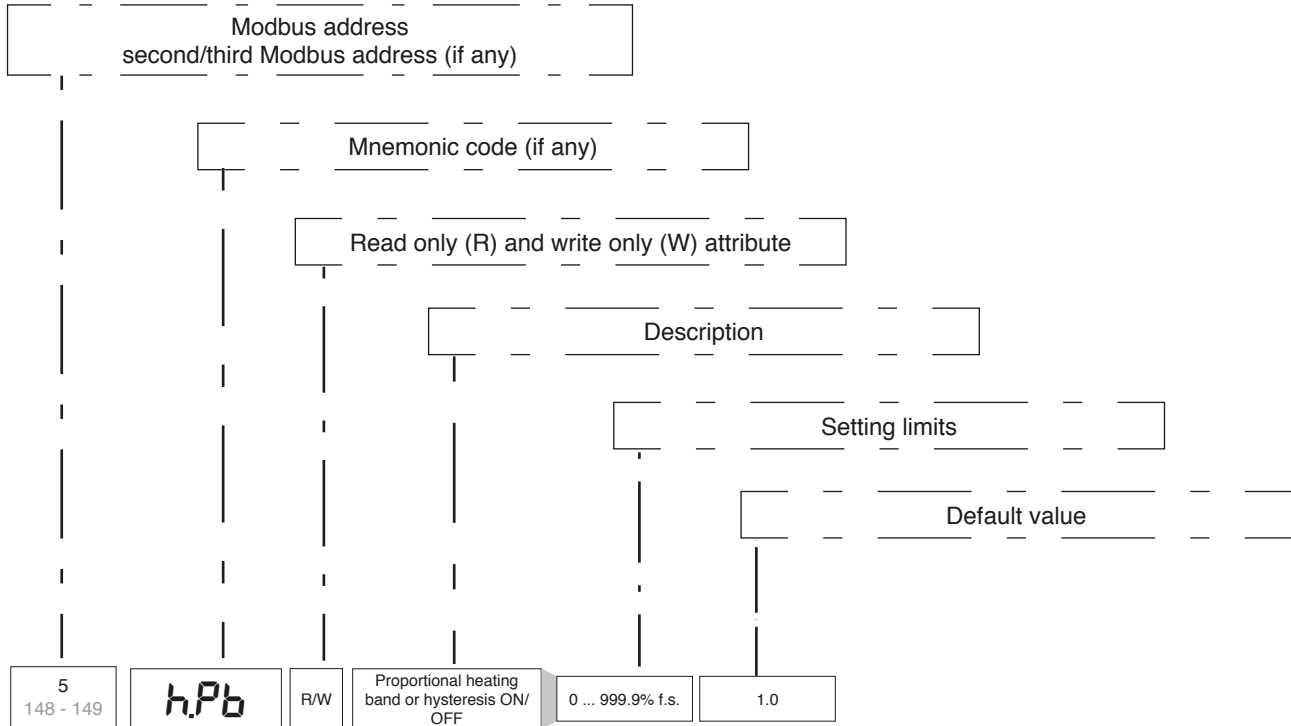 Modbus address
second/third Modbus address (if any)
Mnemonic code (if any)
Read only (R) and write only (W) attribute
Description
Setting limits
Default value
5
148 - 149
h.Pb
R/W
Proportional heating
band or hysteresis ON/
OFF
0 ... 999.9% f.s.
1.0